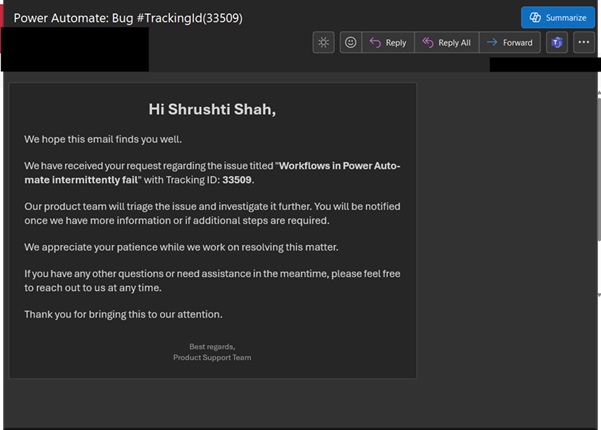 Power Automate: Bug #TrackingId(33509)
Summarize
Reply
Reply All
Forward
Hi Shrushti Shah,
We hope this email finds you well.
We have received your request regarding the issue titled "Workflows in Power Auto-
mate intermittently fail" with Tracking ID: 33509.
Our product team will triage the issue and investigate it further. You will be notified
once we have more information or if additional steps are required.
We appreciate your patience while we work on resolving this matter.
If you have any other questions or need assistance in the meantime, please feel free
to reach out to us at any time.
Thank you for bringing this to our attention.
Best regards,
Product Support Team